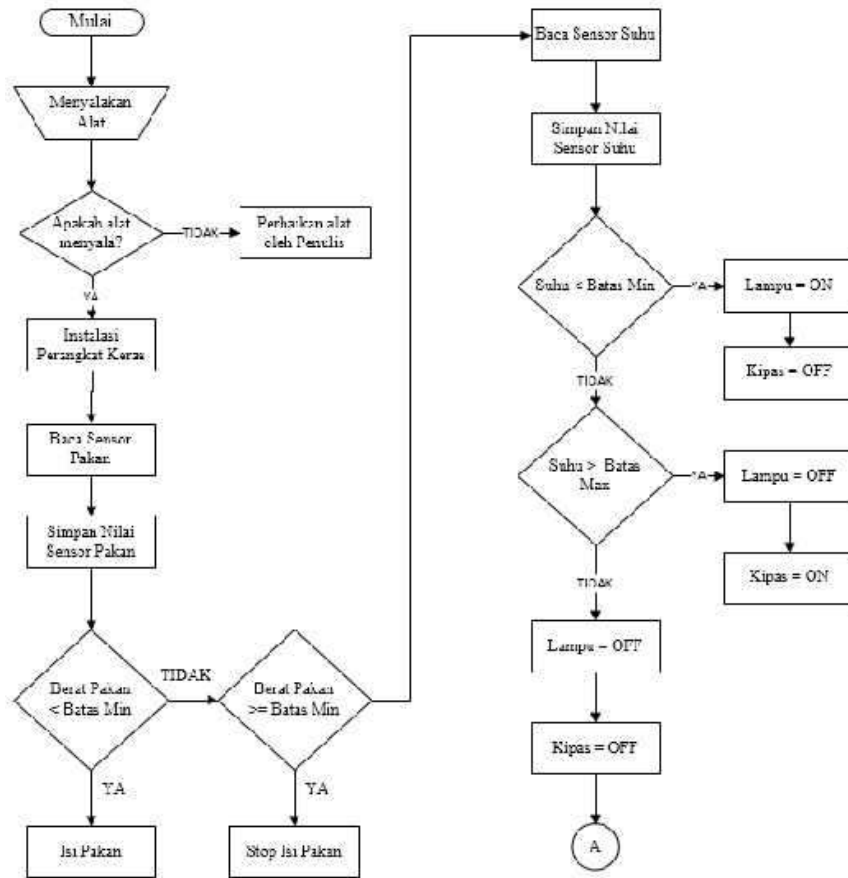 Mulai
Menyalakan
Alat
Apakah alat
menyala?
TIDAK
Perbaikan alat
oleh Penulis
YA
Instalasi
Perangkat Keras
Baca Sensor
Pakan
Simpan Nilai
Sensor Pakan
Berat Pakan
< Batas Min
TIDAK
Berat Pakan
>= Batas Min
YA
YA
Isi Pakan
Stop Isi Pakan
Baca Sensor Suhu
Simpan Nilai
Sensor Suhu
Suhu < Batas Min
YA
Lampu = ON
Kipas = OFF
TIDAK
Suhu > Batas
Max
YA
Lampu = OFF
Kipas = ON
TIDAK
Lampu = OFF
Kipas = OFF
A